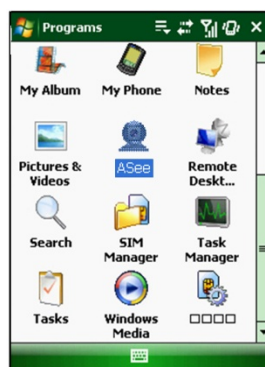 Programs
My Album My Phone Notes
Pictures & Videos ASee Remote Deskt...
Search SIM Manager Task Manager
Tasks Windows Media □□□□